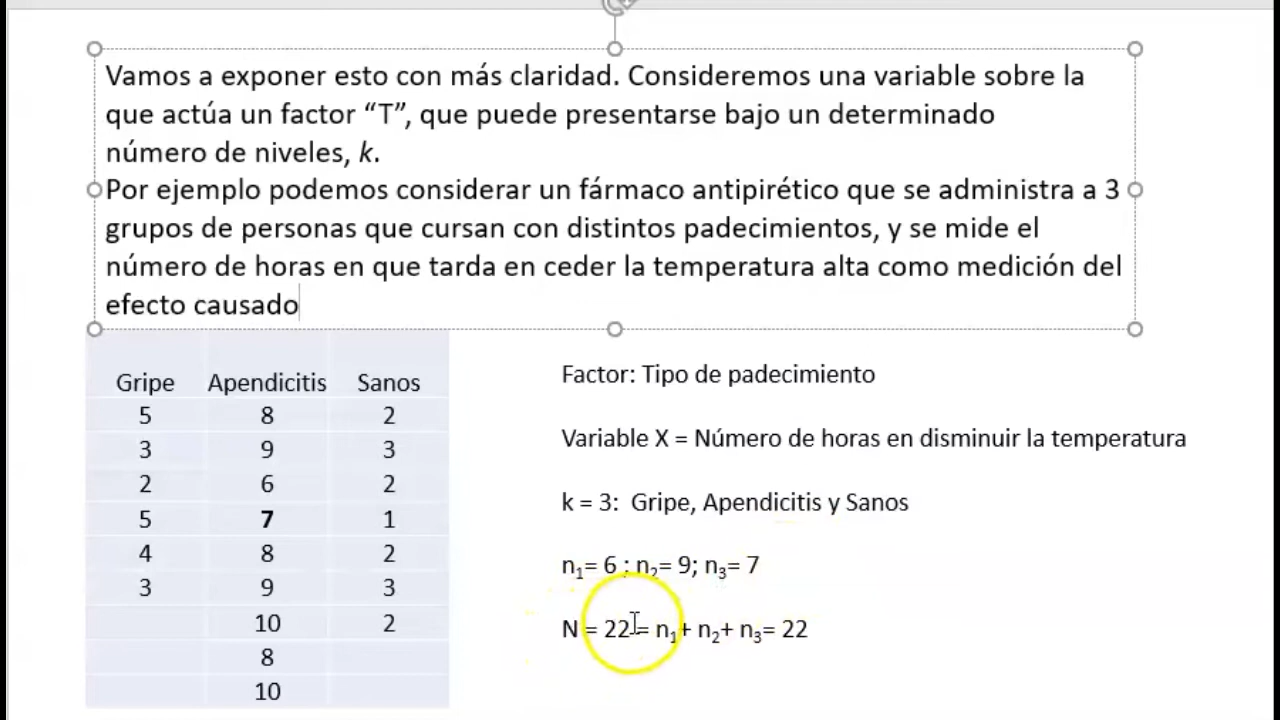 Vamos a exponer esto con más claridad. Consideremos una variable sobre la
que actúa un factor “T”, que puede presentarse bajo un determinado
número de niveles, k.
Por ejemplo podemos considerar un fármaco antipirético que se administra a 3
grupos de personas que cursan con distintos padecimientos, y se mide el
número de horas en que tarda en ceder la temperatura alta como medición del
efecto causado
Gripe Apendicitis Sanos
5 8 2
3 9 3
2 6 2
5 7 1
4 8 2
3 9 3
10 2
8
10
Factor: Tipo de padecimiento
Variable X = Número de horas en disminuir la temperatura
k = 3: Gripe, Apendicitis y Sanos
n₁= 6 ; n₂= 9; n₃= 7
N = 22 = n₁+ n₂+ n₃= 22